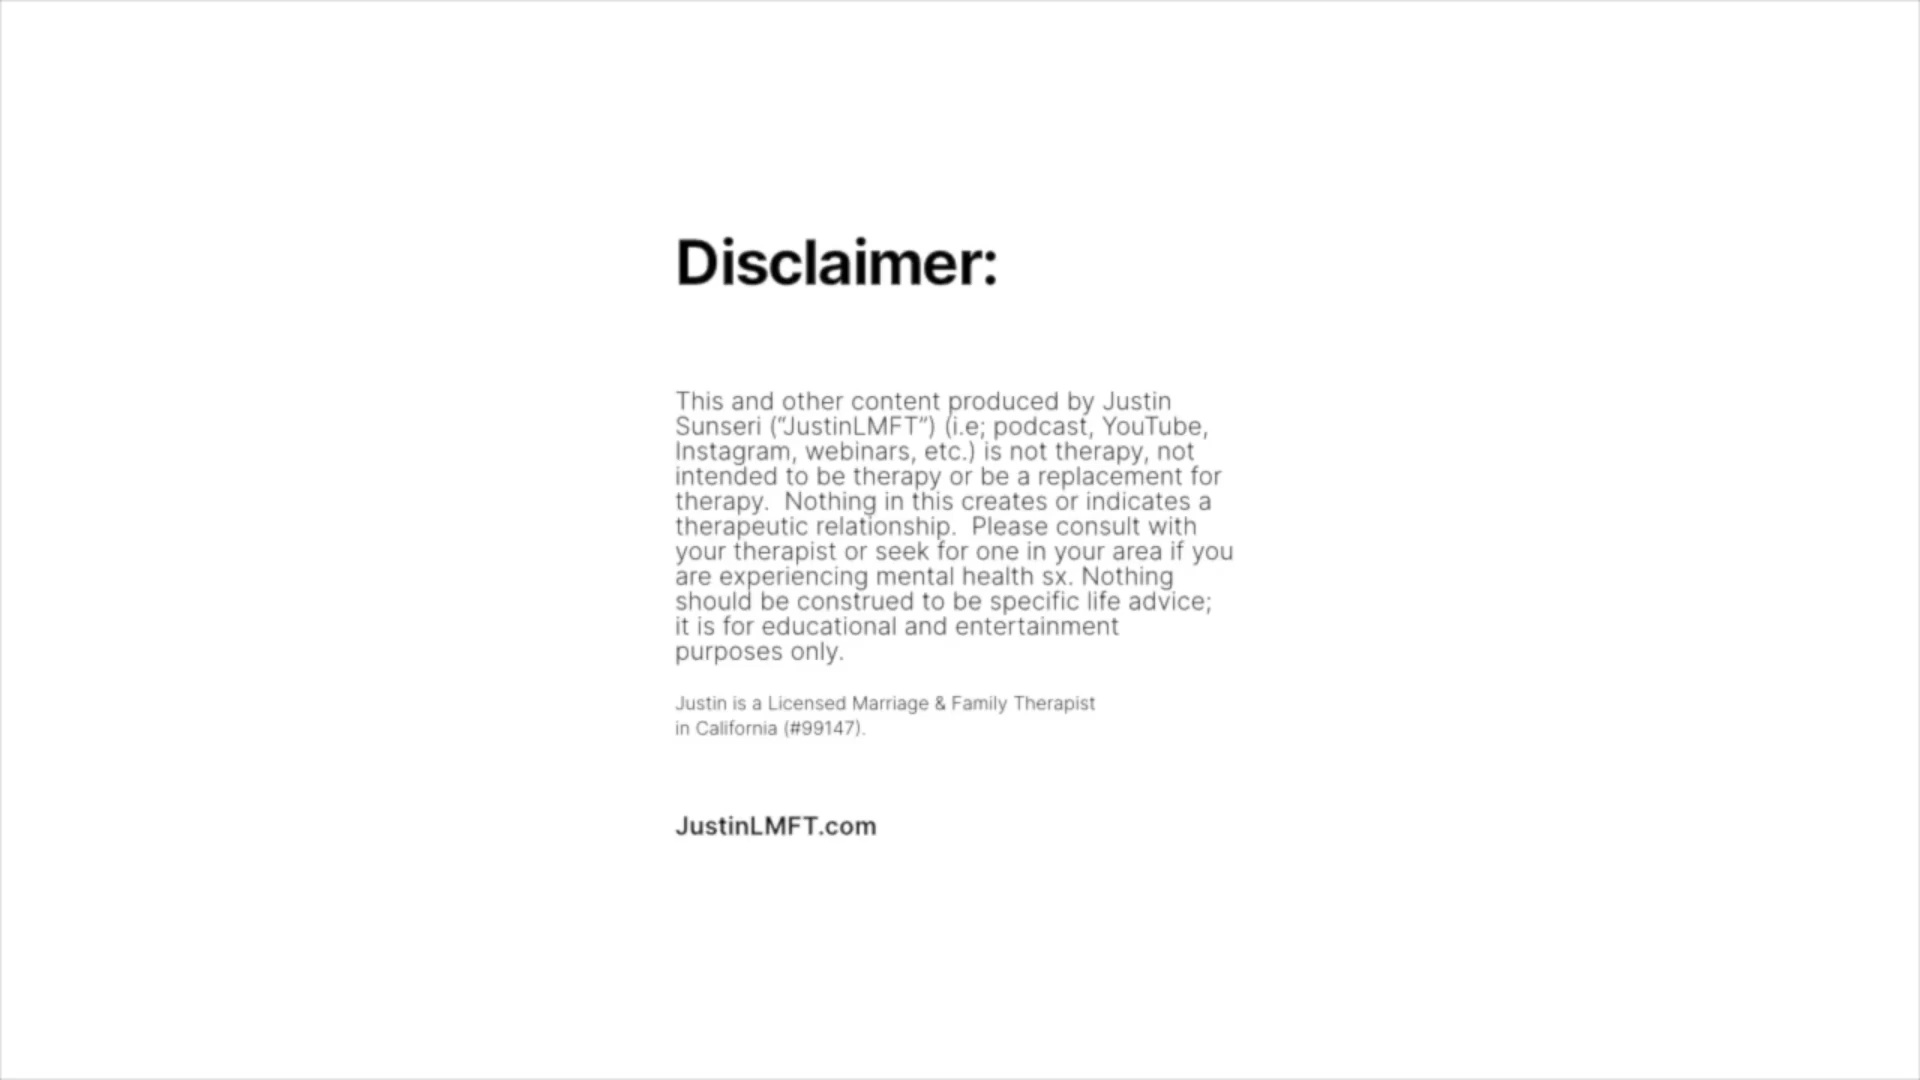 Disclaimer:
This and other content produced by Justin
Sunseri (“JustinLMFT”) (i.e; podcast, YouTube,
Instagram, webinars, etc.) is not therapy, not
intended to be therapy or be a replacement for
therapy.  Nothing in this creates or indicates a
therapeutic relationship.  Please consult with
your therapist or seek for one in your area if you
are experiencing mental health sx. Nothing
should be construed to be specific life advice;
it is for educational and entertainment
purposes only.
Justin is a Licensed Marriage & Family Therapist
in California (#99147).
JustinLMFT.com